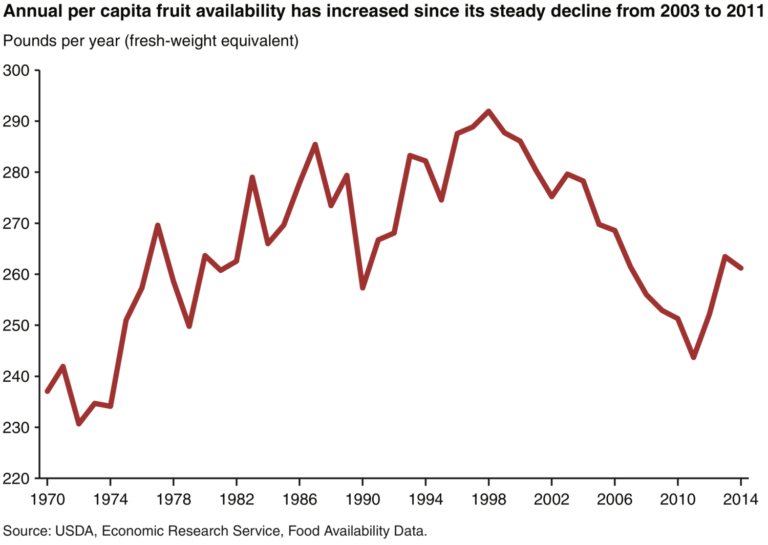 Annual per capita fruit availability has increased since its steady decline from 2003 to 2011
Pounds per year (fresh-weight equivalent)
300
290
280
270
260
250
240
230
220
1970 1974 1978 1982 1986 1990 1994 1998 2002 2006 2010 2014
Source: USDA, Economic Research Service, Food Availability Data.